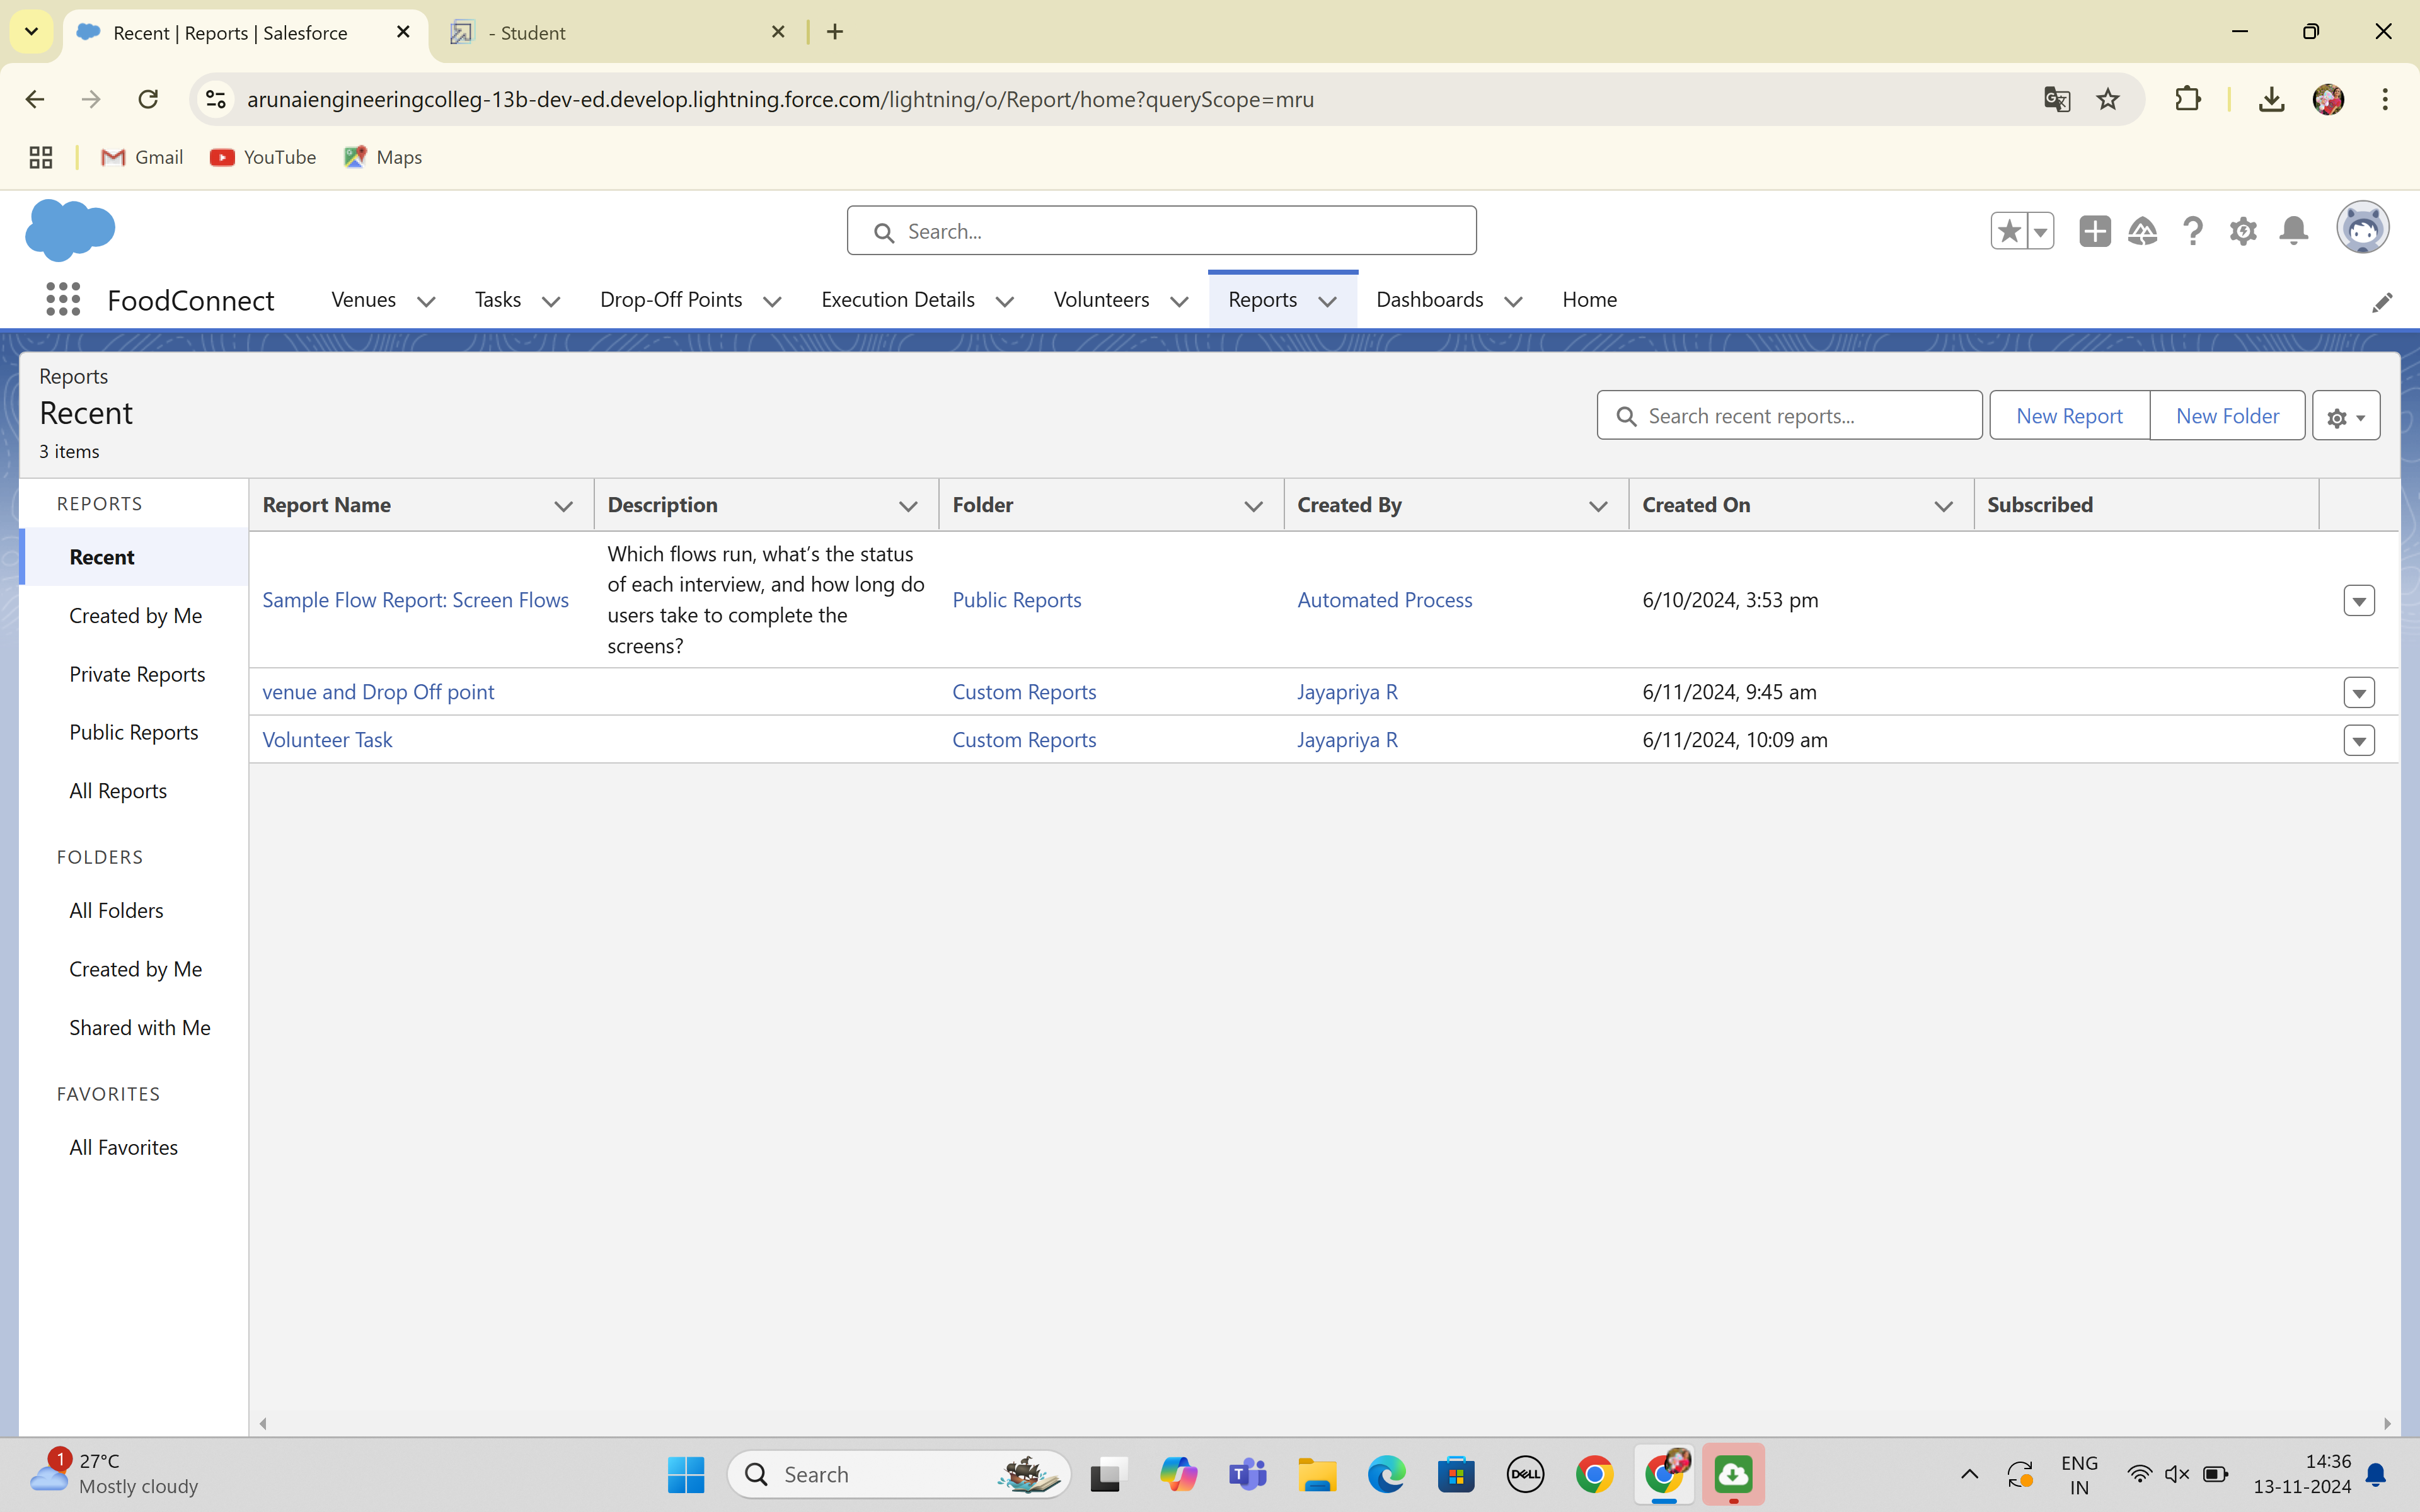 Recent | Reports | Salesforce
- Student
arunaiengineeringcolleg-13b-dev-ed.develop.lightning.force.com/lightning/o/Report/home?queryScope=mru
Gmail YouTube Maps
Search...
FoodConnect Venues Tasks Drop-Off Points Execution Details Volunteers Reports Dashboards Home
Reports
Recent
3 items
Search recent reports...
New Report New Folder
REPORTS
Recent
Created by Me
Private Reports
Public Reports
All Reports
FOLDERS
All Folders
Created by Me
Shared with Me
FAVORITES
All Favorites
Report Name Description Folder Created By Created On Subscribed
Sample Flow Report: Screen Flows
Which flows run, what’s the status
of each interview, and how long do
users take to complete the
screens?
Public Reports Automated Process 6/10/2024, 3:53 pm
venue and Drop Off point Custom Reports Jayapriya R 6/11/2024, 9:45 am
Volunteer Task Custom Reports Jayapriya R 6/11/2024, 10:09 am
1
27°C
Mostly cloudy
Search
T
DELL
ENG
IN
14:36
13-11-2024